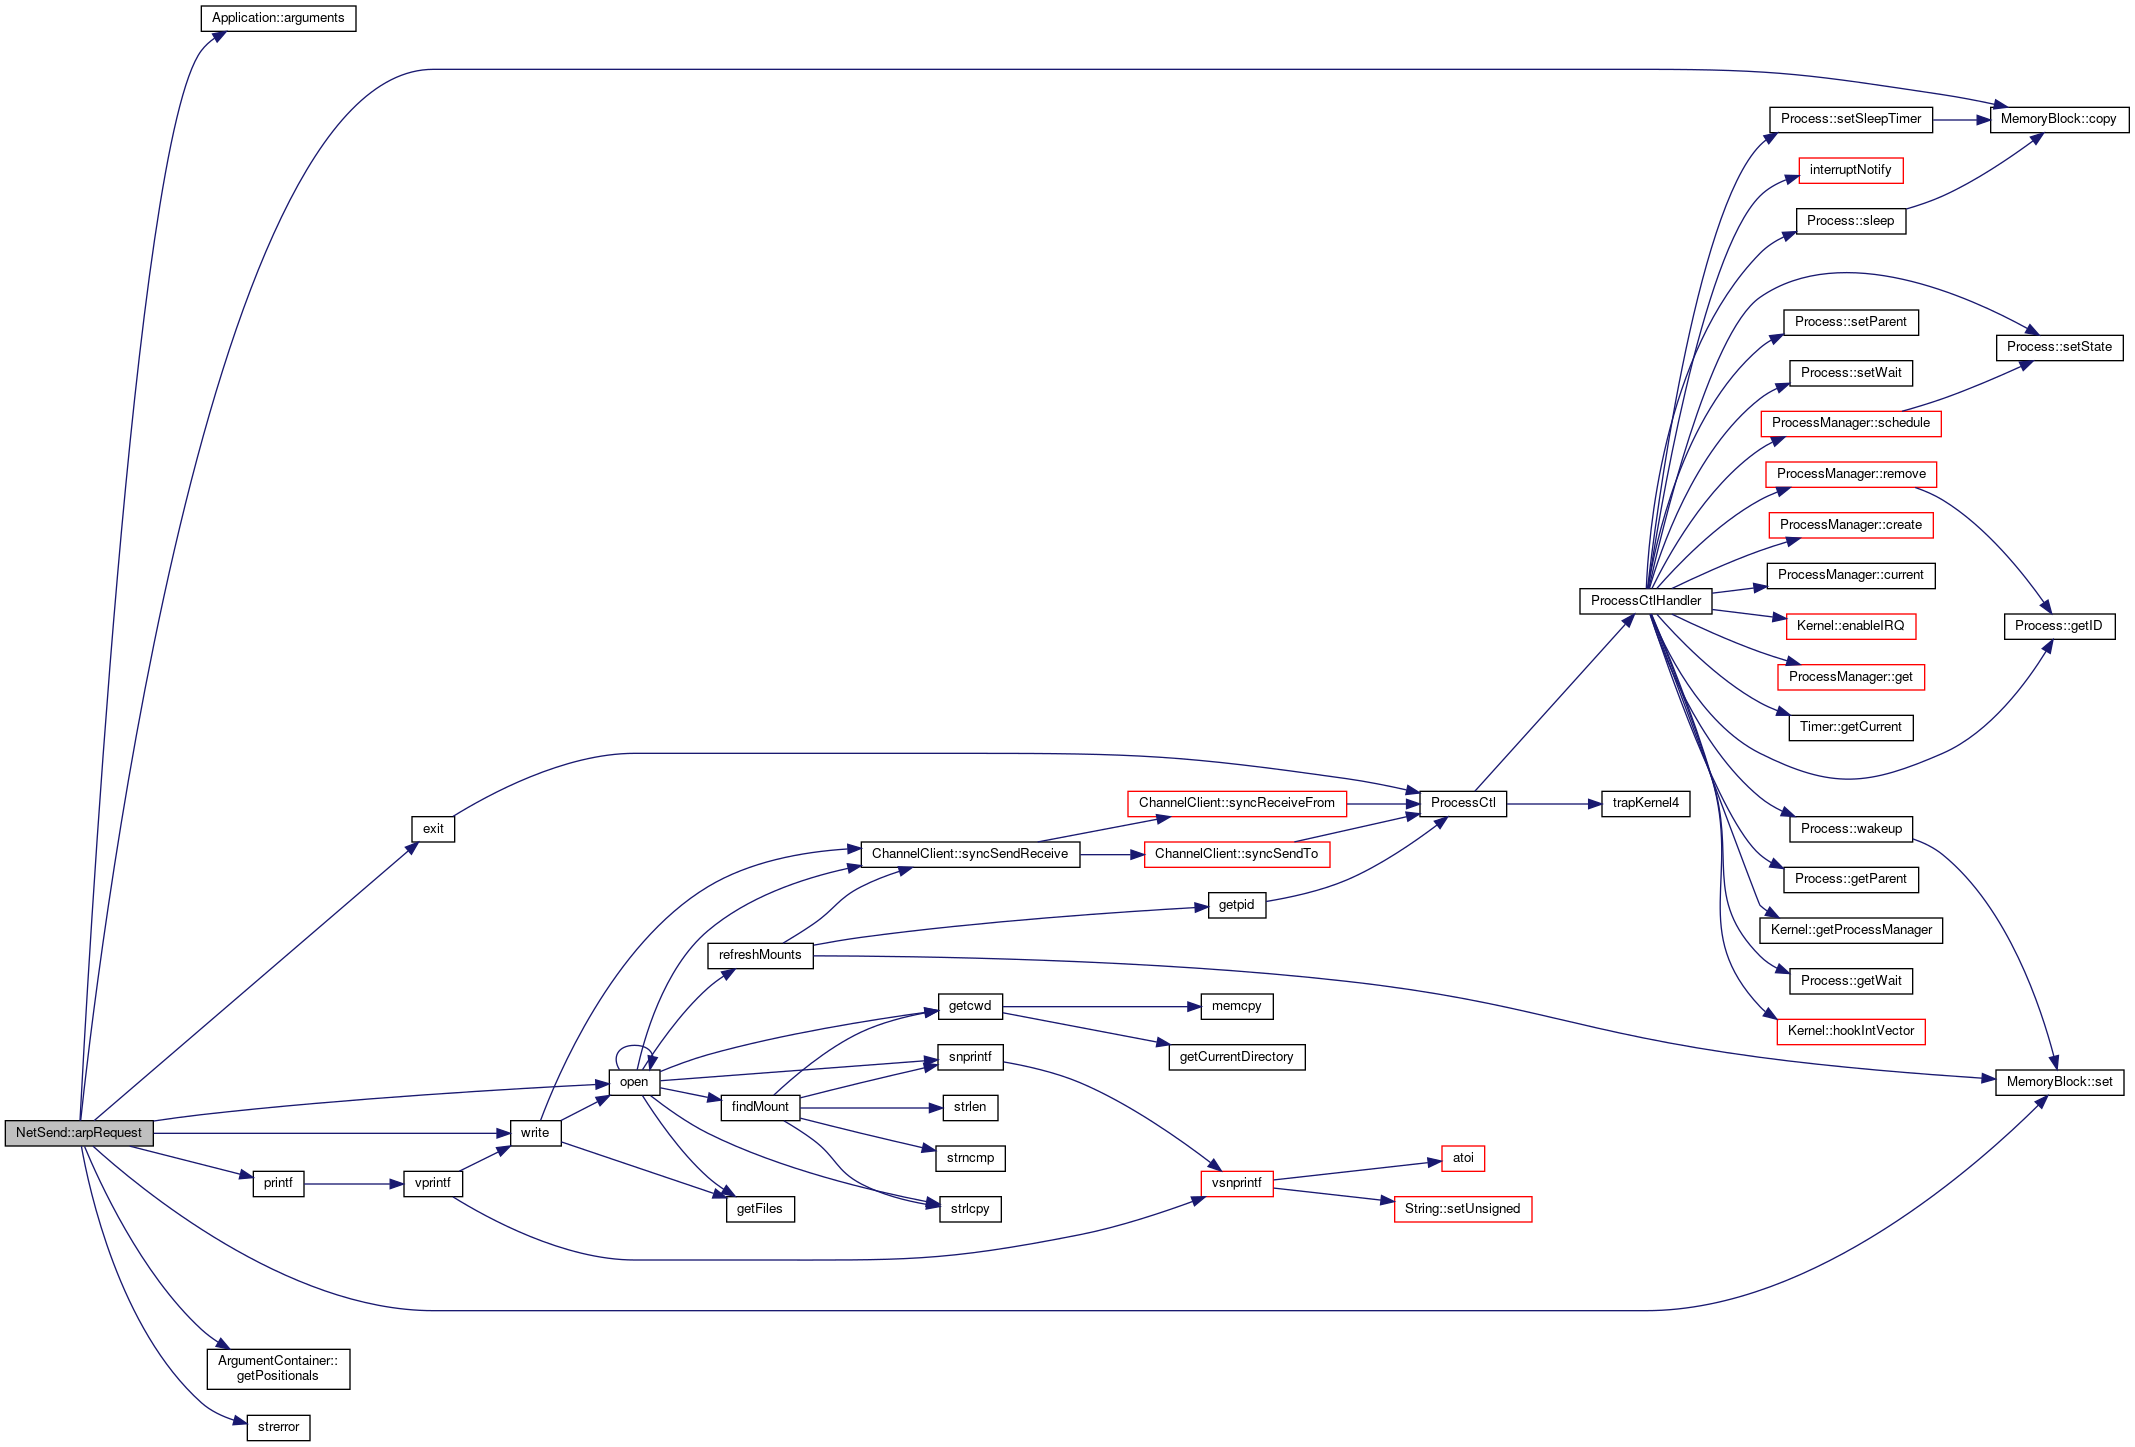 Application::arguments
Process::setSleepTimer
MemoryBlock::copy
interruptNotify
Process::sleep
Process::setParent
Process::setState
Process::setWait
ProcessManager::schedule
ProcessManager::remove
ProcessManager::create
ProcessManager::current
ProcessCtlHandler
Kernel::enableIRQ
Process::getID
ProcessManager::get
Timer::getCurrent
ChannelClient::syncReceiveFrom
ProcessCtl
trapKernel4
exit
Process::wakeup
ChannelClient::syncSendReceive
ChannelClient::syncSendTo
Process::getParent
getpid
Kernel::getProcessManager
refreshMounts
Process::getWait
getcwd
memcpy
Kernel::hookIntVector
snprintf
getCurrentDirectory
open
MemoryBlock::set
findMount
strlen
NetSend::arpRequest
write
strncmp
atoi
printf
vprintf
vsnprintf
getFiles
strlcpy
String::setUnsigned
ArgumentContainer::
getPositionals
strerror